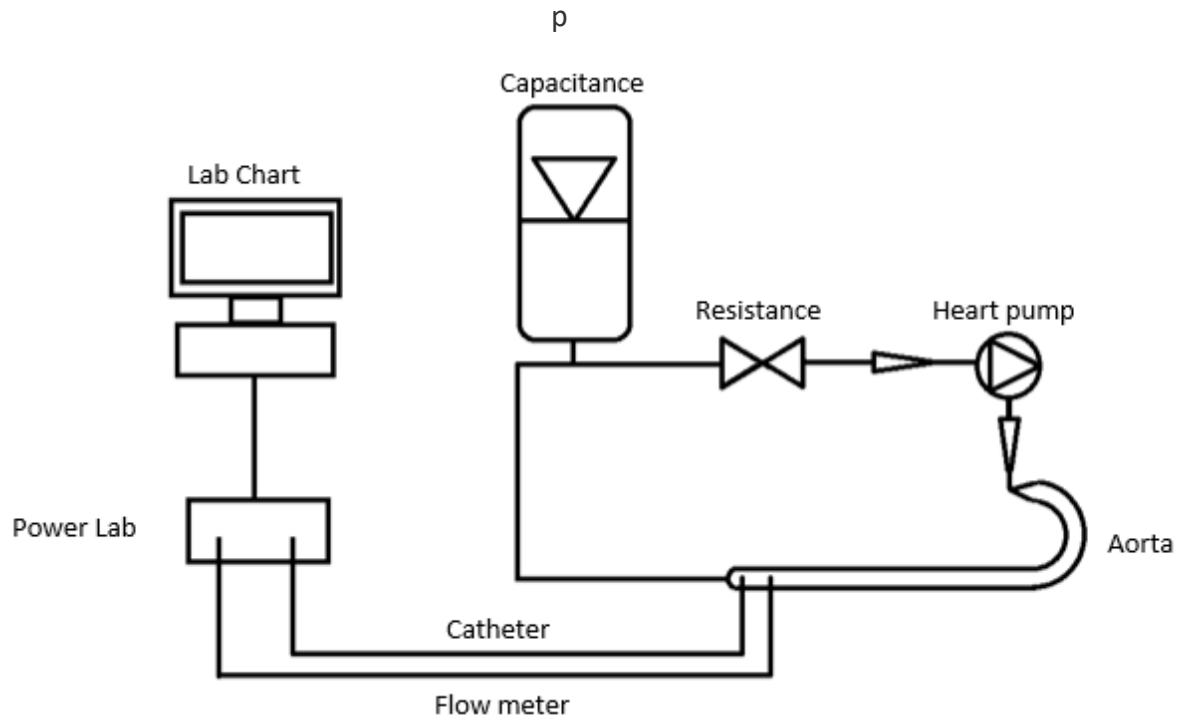 p
Capacitance
Lab Chart
Resistance
Heart pump
Power Lab
Aorta
Catheter
Flow meter